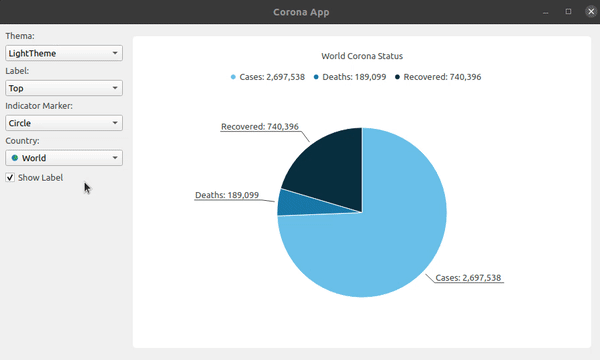 Corona App
Thema:
LightTheme
Label:
Top
Indicator Marker:
Circle
Country:
World
Show Label
World Corona Status
Cases: 2,697,538 Deaths: 189,099 Recovered: 740,396
Recovered: 740,396
Deaths: 189,099
Cases: 2,697,538